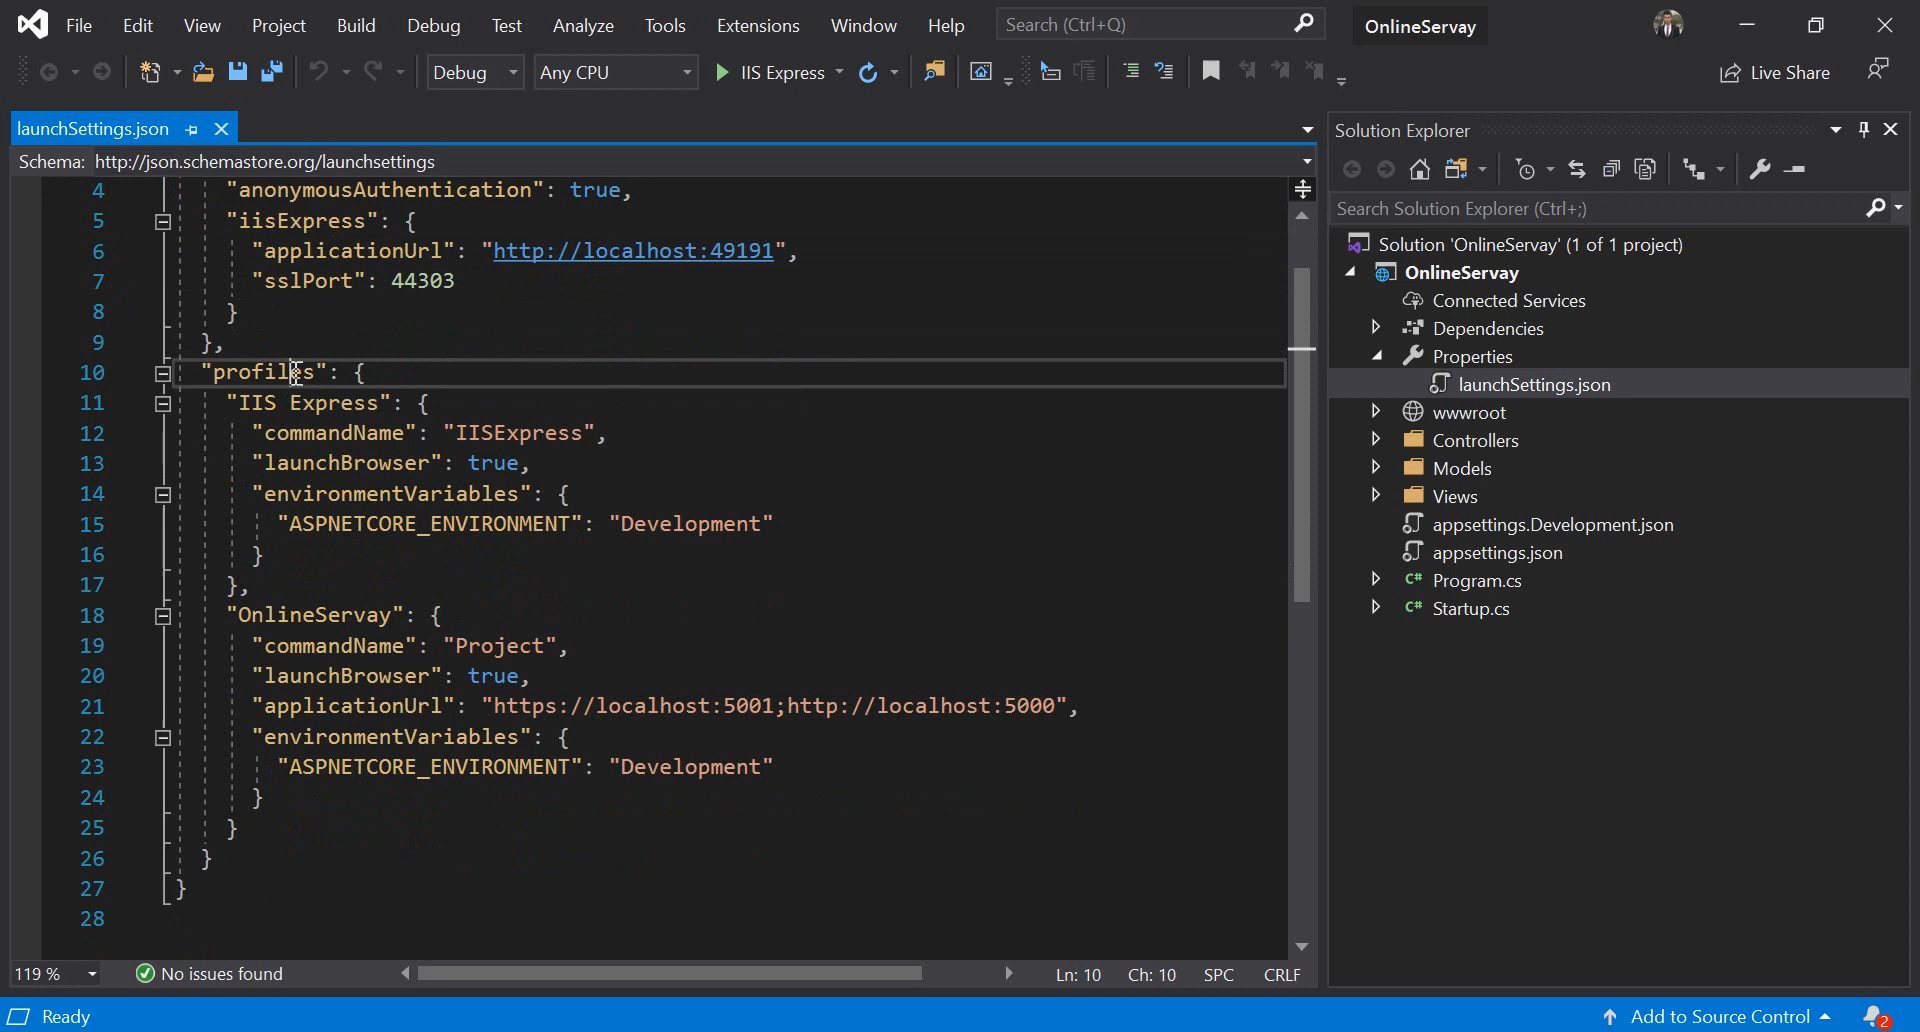 File Edit View Project Build Debug Test Analyze Tools Extensions Window Help Search (Ctrl+Q) OnlineServay
Debug Any CPU IIS Express Live Share
launchSettings.json
Schema: http://json.schemastore.org/launchsettings
4 "anonymousAuthentication": true,
5 "iisExpress": {
6 "applicationUrl": "http://localhost:49191",
7 "sslPort": 44303
8 }
9 },
10 "profiles": {
11 "IIS Express": {
12 "commandName": "IISExpress",
13 "launchBrowser": true,
14 "environmentVariables": {
15 "ASPNETCORE_ENVIRONMENT": "Development"
16 }
17 },
18 "OnlineServay": {
19 "commandName": "Project",
20 "launchBrowser": true,
21 "applicationUrl": "https://localhost:5001;http://localhost:5000",
22 "environmentVariables": {
23 "ASPNETCORE_ENVIRONMENT": "Development"
24 }
25 }
26 }
27 }
28
119 % No issues found Ln: 10 Ch: 10 SPC CRLF
Solution Explorer
Search Solution Explorer (Ctrl+;)
Solution 'OnlineServay' (1 of 1 project)
OnlineServay
Connected Services
Dependencies
Properties
launchSettings.json
wwwroot
Controllers
Models
Views
appsettings.Development.json
appsettings.json
C# Program.cs
C# Startup.cs
Ready Add to Source Control 2